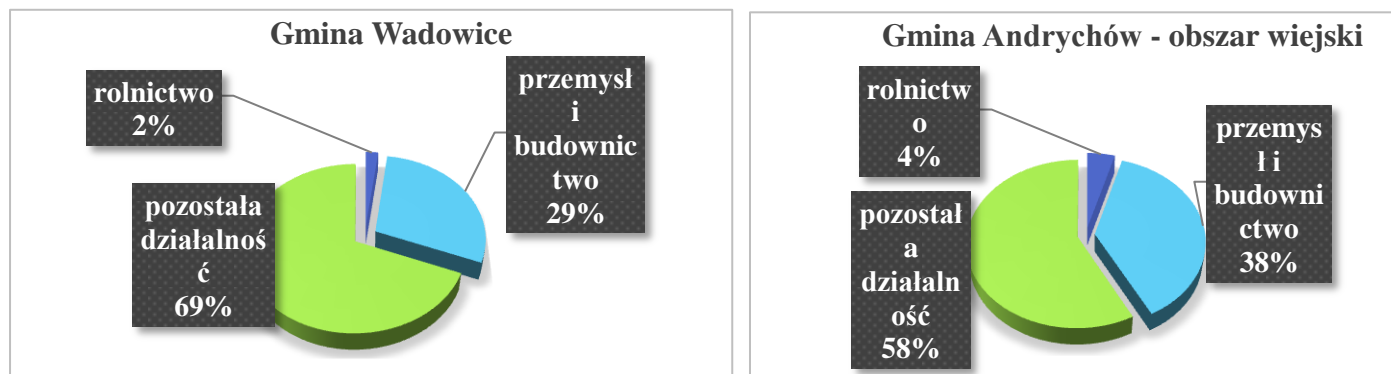 Gmina Wadowice
rolnictwo
2%
przemysł
i
budownic
two
29%
pozostała
działalnoś
ć
69%
Gmina Andrychów - obszar wiejski
rolnictw
o
4%
przemys
ł i
budowni
ctwo
38%
pozostał
a
działaln
ość
58%